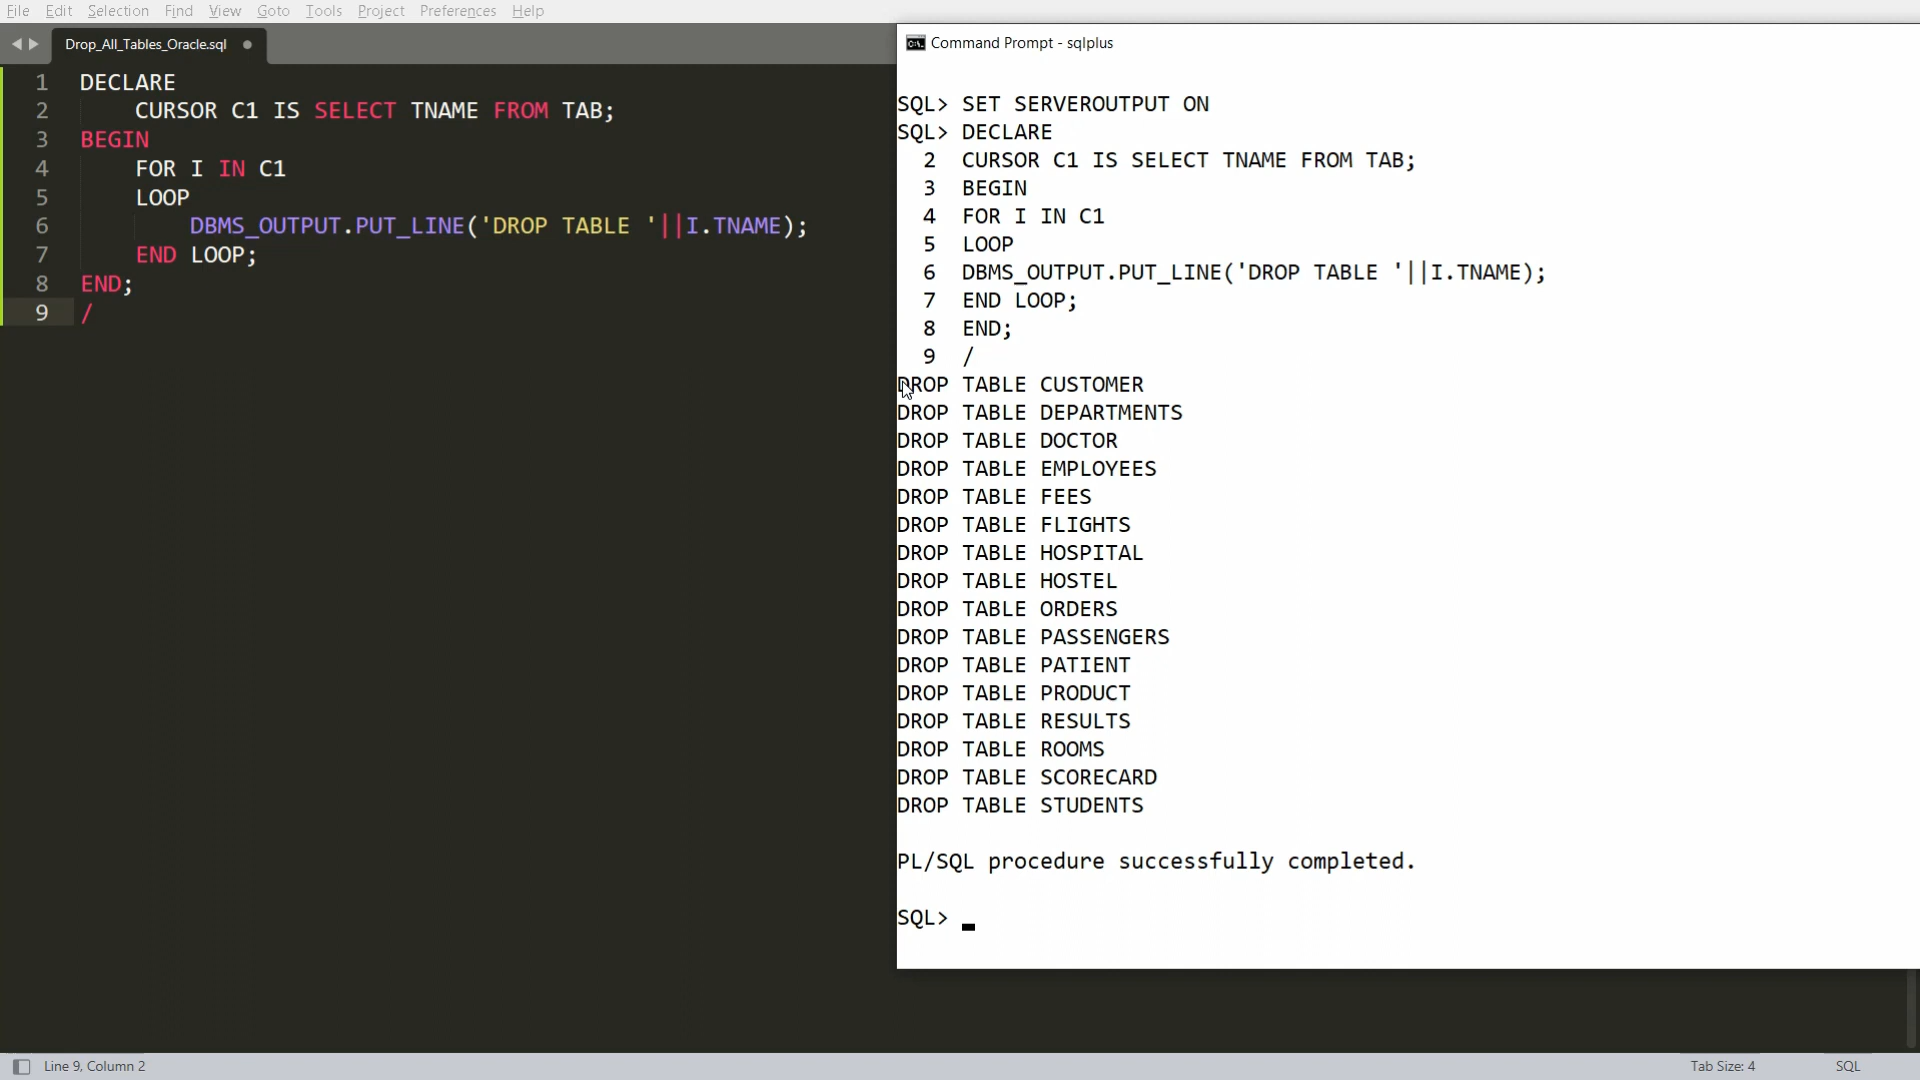 File Edit Selection Find View Goto Tools Project Preferences Help
Drop_All_Tables_Oracle.sql
1 DECLARE
2 CURSOR C1 IS SELECT TNAME FROM TAB;
3 BEGIN
4 FOR I IN C1
5 LOOP
6 DBMS_OUTPUT.PUT_LINE('DROP TABLE '||I.TNAME);
7 END LOOP;
8 END;
9 /
Command Prompt - sqlplus
SQL> SET SERVEROUTPUT ON
SQL> DECLARE
2 CURSOR C1 IS SELECT TNAME FROM TAB;
3 BEGIN
4 FOR I IN C1
5 LOOP
6 DBMS_OUTPUT.PUT_LINE('DROP TABLE '||I.TNAME);
7 END LOOP;
8 END;
9 /
DROP TABLE CUSTOMER
DROP TABLE DEPARTMENTS
DROP TABLE DOCTOR
DROP TABLE EMPLOYEES
DROP TABLE FEES
DROP TABLE FLIGHTS
DROP TABLE HOSPITAL
DROP TABLE HOSTEL
DROP TABLE ORDERS
DROP TABLE PASSENGERS
DROP TABLE PATIENT
DROP TABLE PRODUCT
DROP TABLE RESULTS
DROP TABLE ROOMS
DROP TABLE SCORECARD
DROP TABLE STUDENTS
PL/SQL procedure successfully completed.
SQL>
Line 9, Column 2
Tab Size: 4
SQL